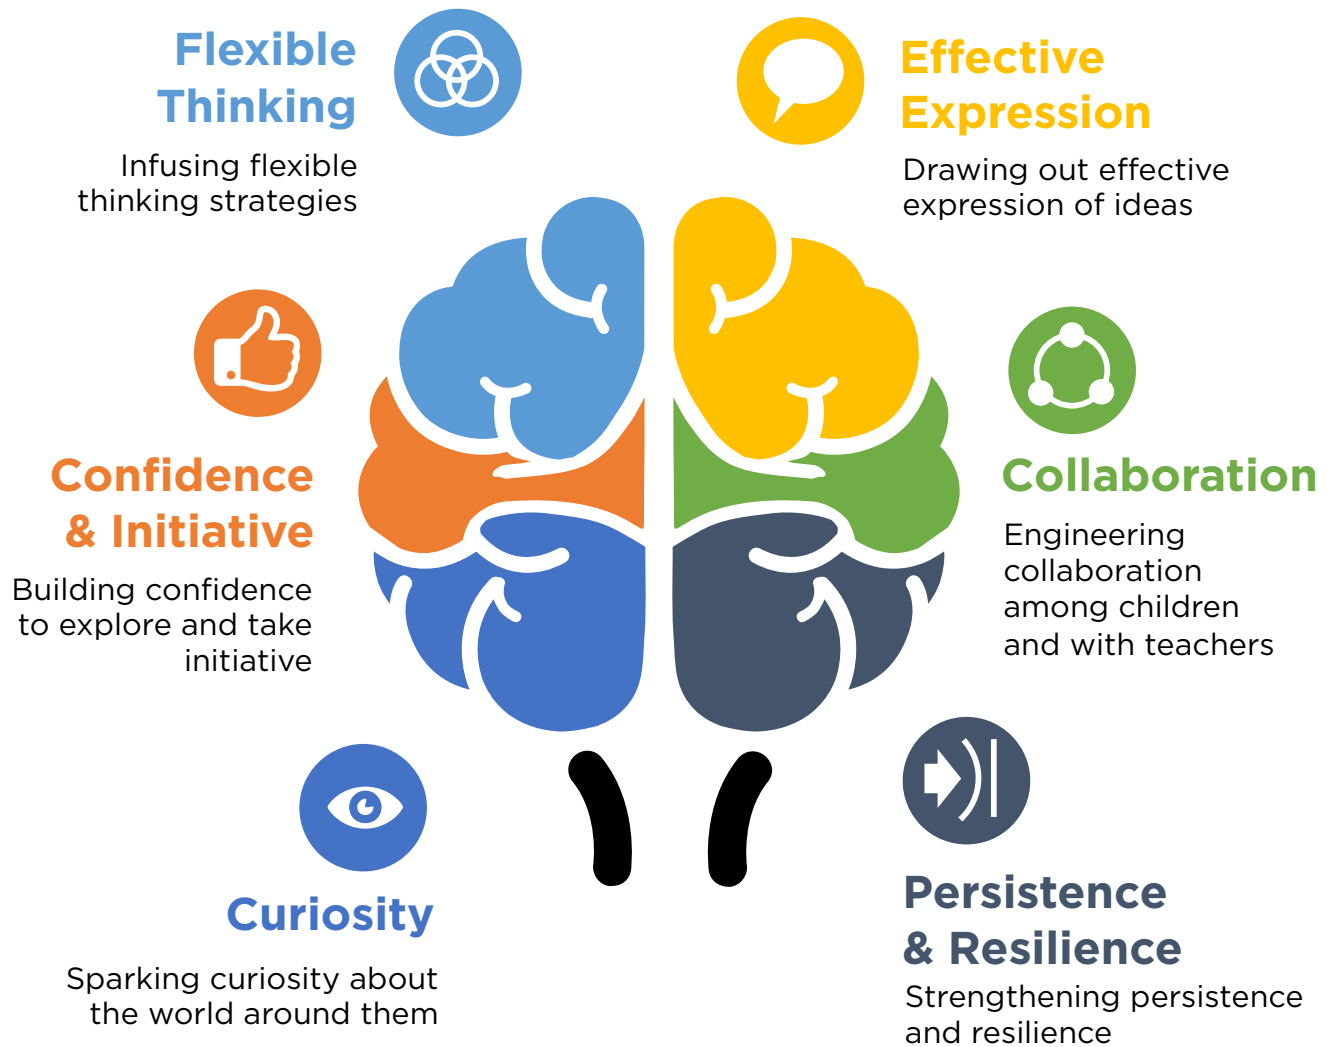 Flexible
Thinking
Infusing flexible
thinking strategies
Effective
Expression
Drawing out effective
expression of ideas
Confidence
& Initiative
Building confidence
to explore and take
initiative
Collaboration
Engineering
collaboration
among children
and with teachers
Curiosity
Sparking curiosity about
the world around them
Persistence
& Resilience
Strengthening persistence
and resilience